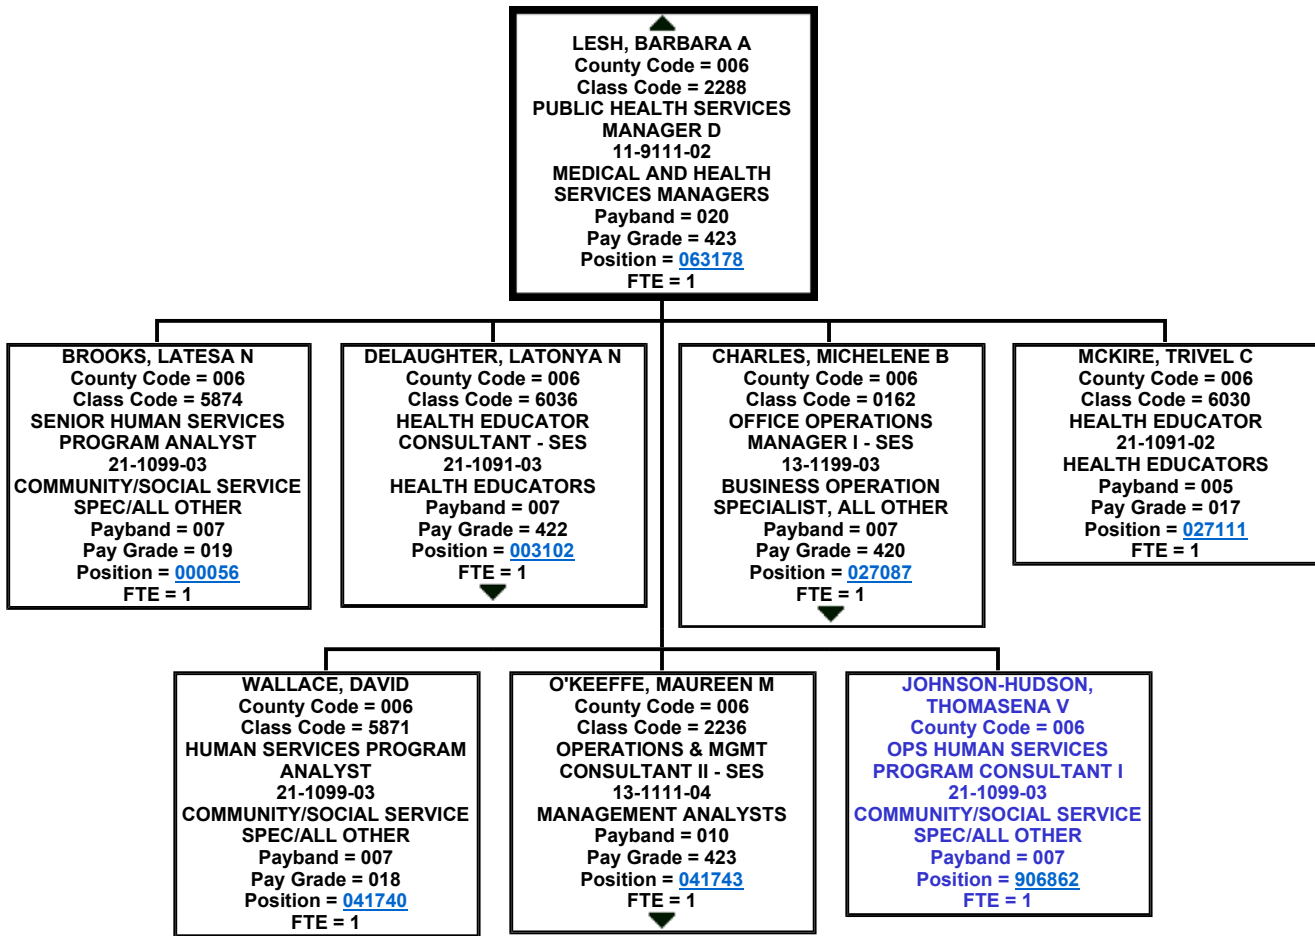 LESH, BARBARA A
County Code = 006
Class Code = 2288
PUBLIC HEALTH SERVICES
MANAGER D
11-9111-02
MEDICAL AND HEALTH
SERVICES MANAGERS
Payband = 020
Pay Grade = 423
Position = 063178
FTE = 1
BROOKS, LATESA N
County Code = 006
Class Code = 5874
SENIOR HUMAN SERVICES
PROGRAM ANALYST
21-1099-03
COMMUNITY/SOCIAL SERVICE
SPEC/ALL OTHER
Payband = 007
Pay Grade = 019
Position = 000056
FTE = 1
DELAUGHTER, LATONYA N
County Code = 006
Class Code = 6036
HEALTH EDUCATOR
CONSULTANT - SES
21-1091-03
HEALTH EDUCATORS
Payband = 007
Pay Grade = 422
Position = 003102
FTE = 1
CHARLES, MICHELENE B
County Code = 006
Class Code = 0162
OFFICE OPERATIONS
MANAGER I - SES
13-1199-03
BUSINESS OPERATION
SPECIALIST, ALL OTHER
Payband = 007
Pay Grade = 420
Position = 027087
FTE = 1
MCKIRE, TRIVEL C
County Code = 006
Class Code = 6030
HEALTH EDUCATOR
21-1091-02
HEALTH EDUCATORS
Payband = 005
Pay Grade = 017
Position = 027111
FTE = 1
WALLACE, DAVID
County Code = 006
Class Code = 5871
HUMAN SERVICES PROGRAM
ANALYST
21-1099-03
COMMUNITY/SOCIAL SERVICE
SPEC/ALL OTHER
Payband = 007
Pay Grade = 018
Position = 041740
FTE = 1
O'KEEFFE, MAUREEN M
County Code = 006
Class Code = 2236
OPERATIONS & MGMT
CONSULTANT II - SES
13-1111-04
MANAGEMENT ANALYSTS
Payband = 010
Pay Grade = 423
Position = 041743
FTE = 1
JOHNSON-HUDSON,
THOMASENA V
County Code = 006
OPS HUMAN SERVICES
PROGRAM CONSULTANT I
21-1099-03
COMMUNITY/SOCIAL SERVICE
SPEC/ALL OTHER
Payband = 007
Position = 906862
FTE = 1